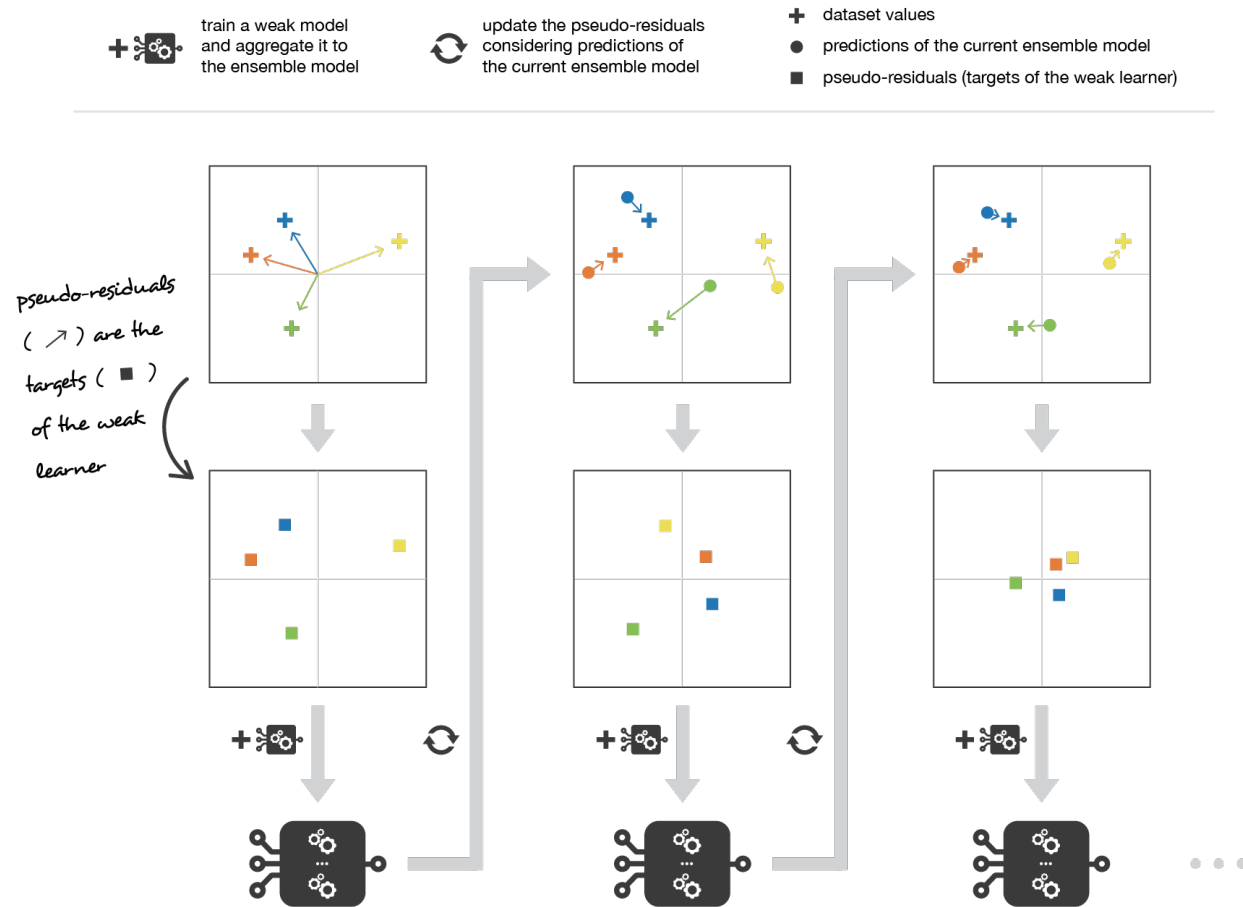 train a weak model
and aggregate it to
the ensemble model
update the pseudo-residuals
considering predictions of
the current ensemble model
dataset values
predictions of the current ensemble model
pseudo-residuals (targets of the weak learner)
pseudo-residuals
( ↗ ) are the
targets ( ■ )
of the weak
learner